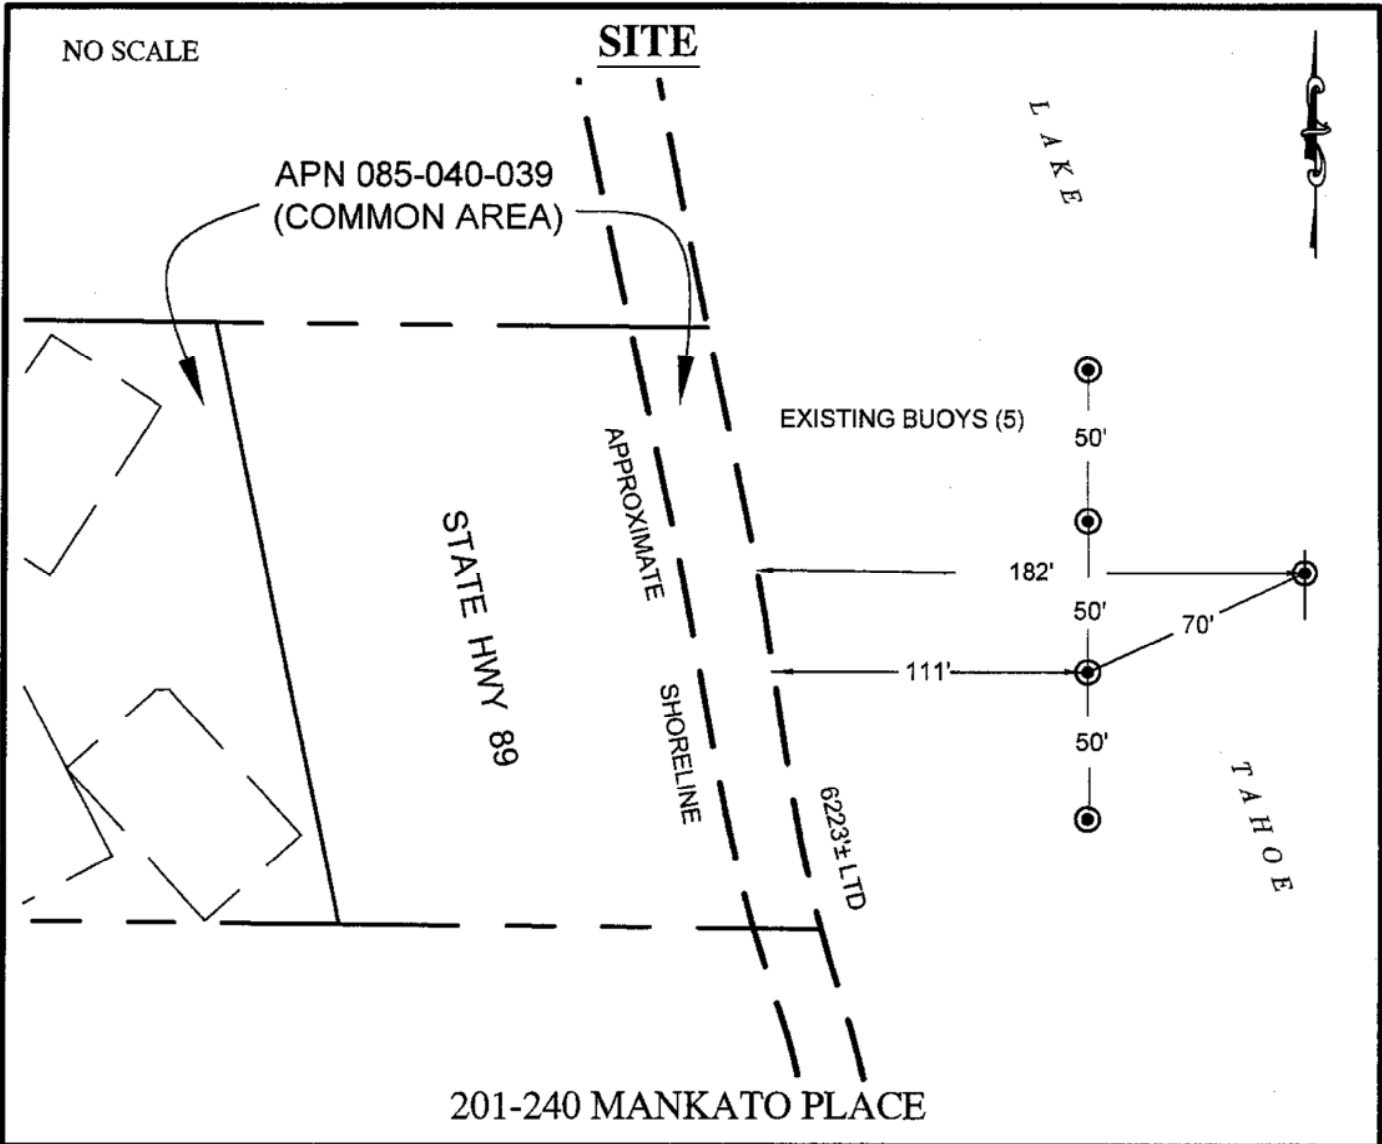 SITE
NO SCALE
LAKE
APN 085-040-039
(COMMON AREA)
EXISTING BUOYS (5)
50'
APPROXIMATE
STATE HWY 89
182'
50'
70'
111'
SHORELINE
50'
6223'± LTD
TAHOE
201-240 MANKATO PLACE